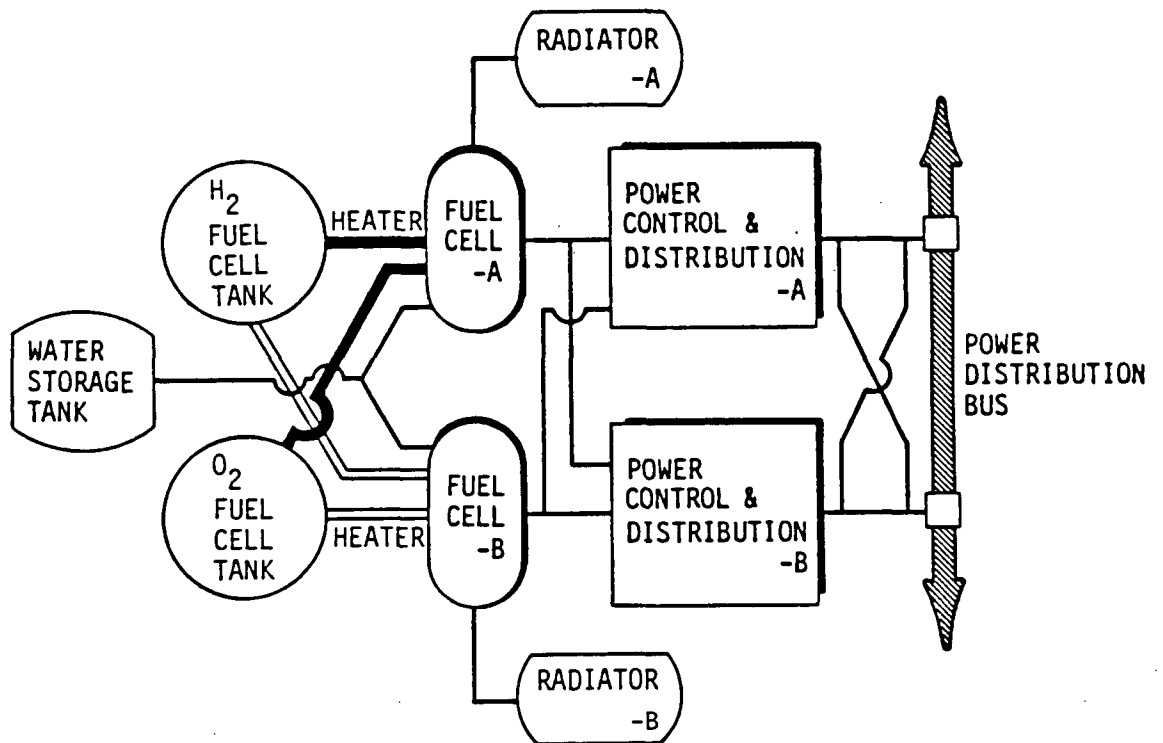 RADIATOR
-A
H2
FUEL
CELL
TANK
HEATER
FUEL
CELL
-A
POWER
CONTROL &
DISTRIBUTION
-A
WATER
STORAGE
TANK
POWER
DISTRIBUTION
BUS
O2
FUEL
CELL
TANK
HEATER
FUEL
CELL
-B
POWER
CONTROL &
DISTRIBUTION
-B
RADIATOR
-B